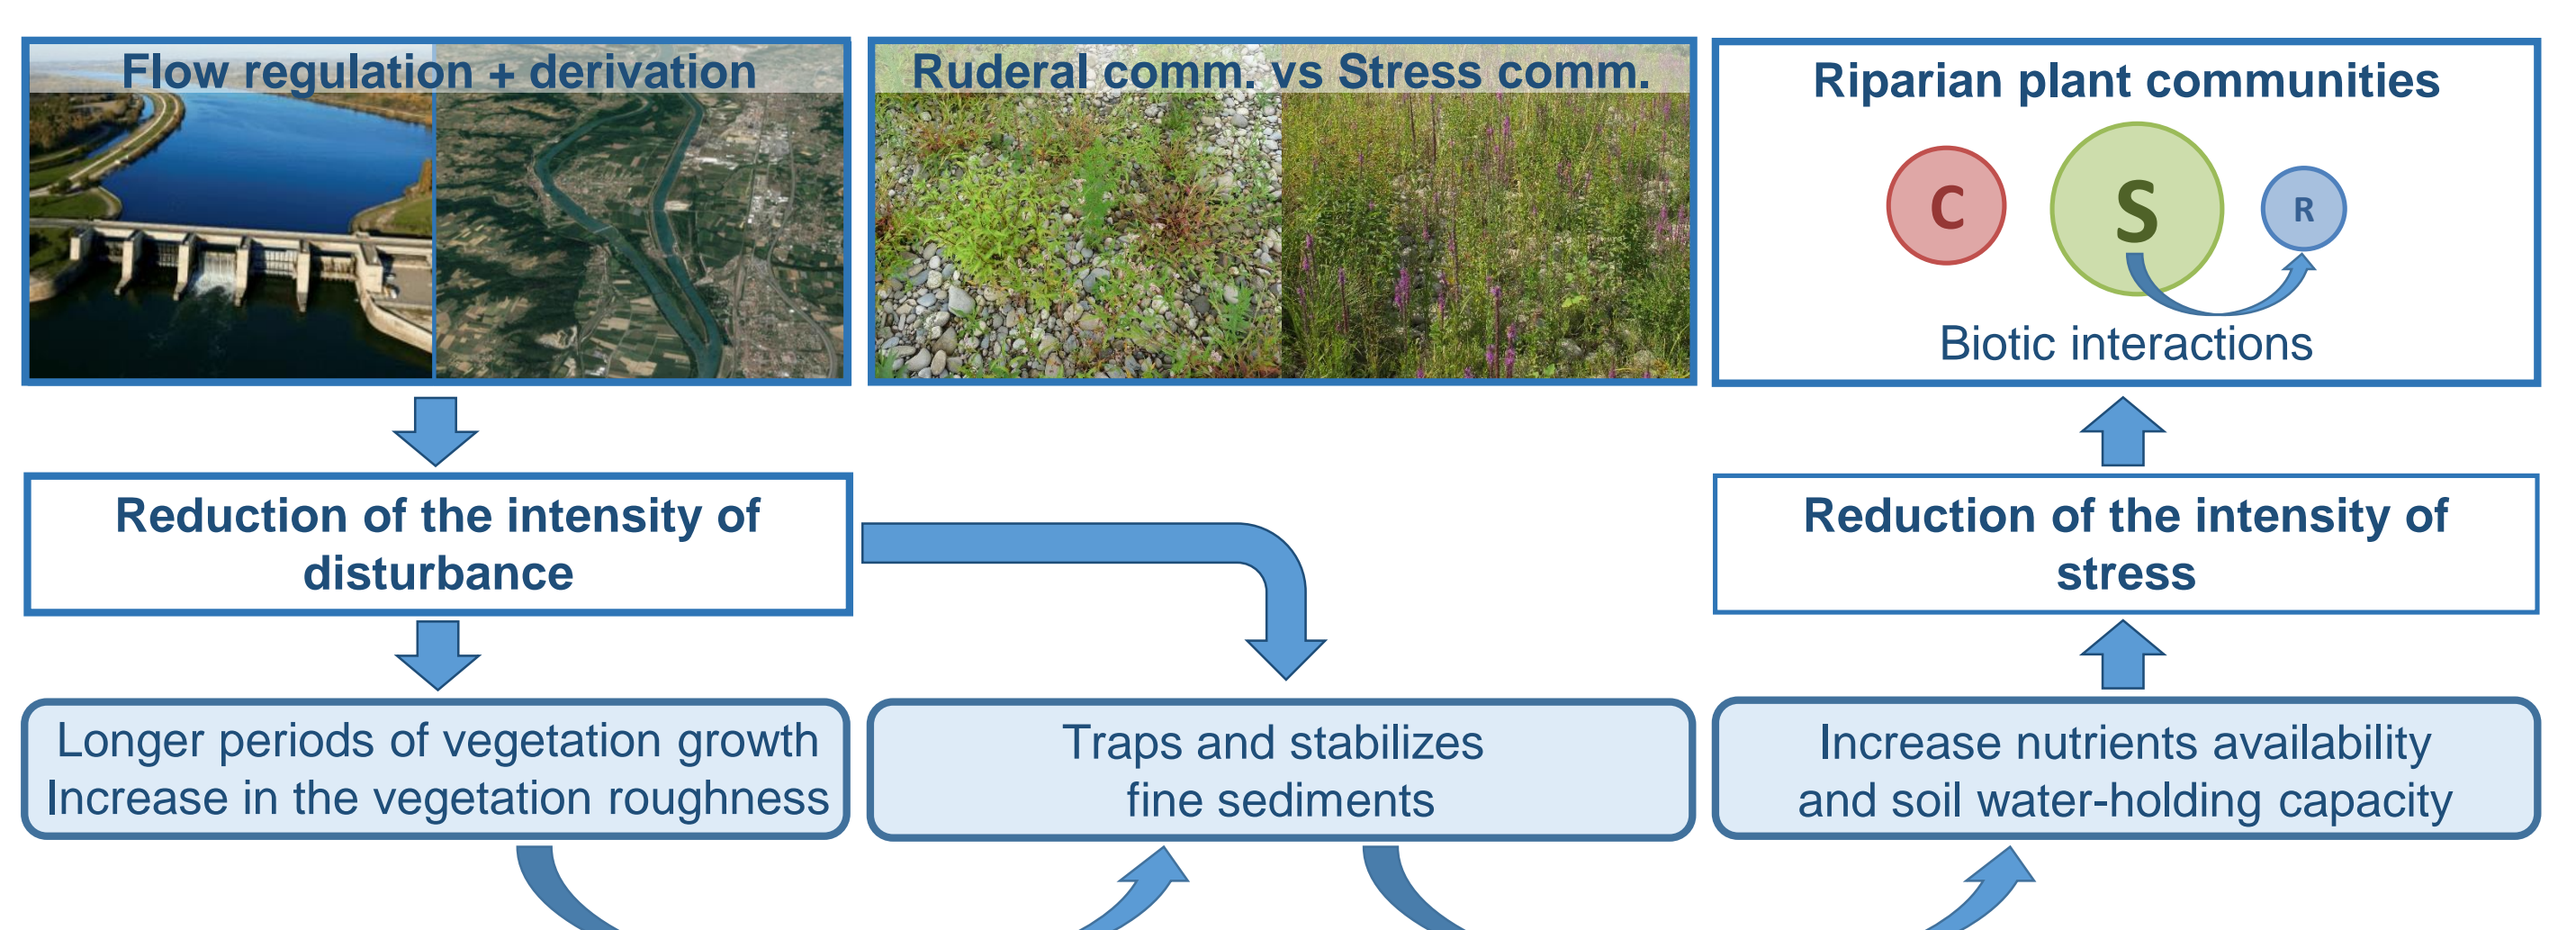 Flow regulation + derivation
Ruderal comm. vs Stress comm.
Riparian plant communities
C
S
R
Biotic interactions
Reduction of the intensity of
disturbance
Reduction of the intensity of
stress
Longer periods of vegetation growth
Increase in the vegetation roughness
Traps and stabilizes
fine sediments
Increase nutrients availability
and soil water-holding capacity